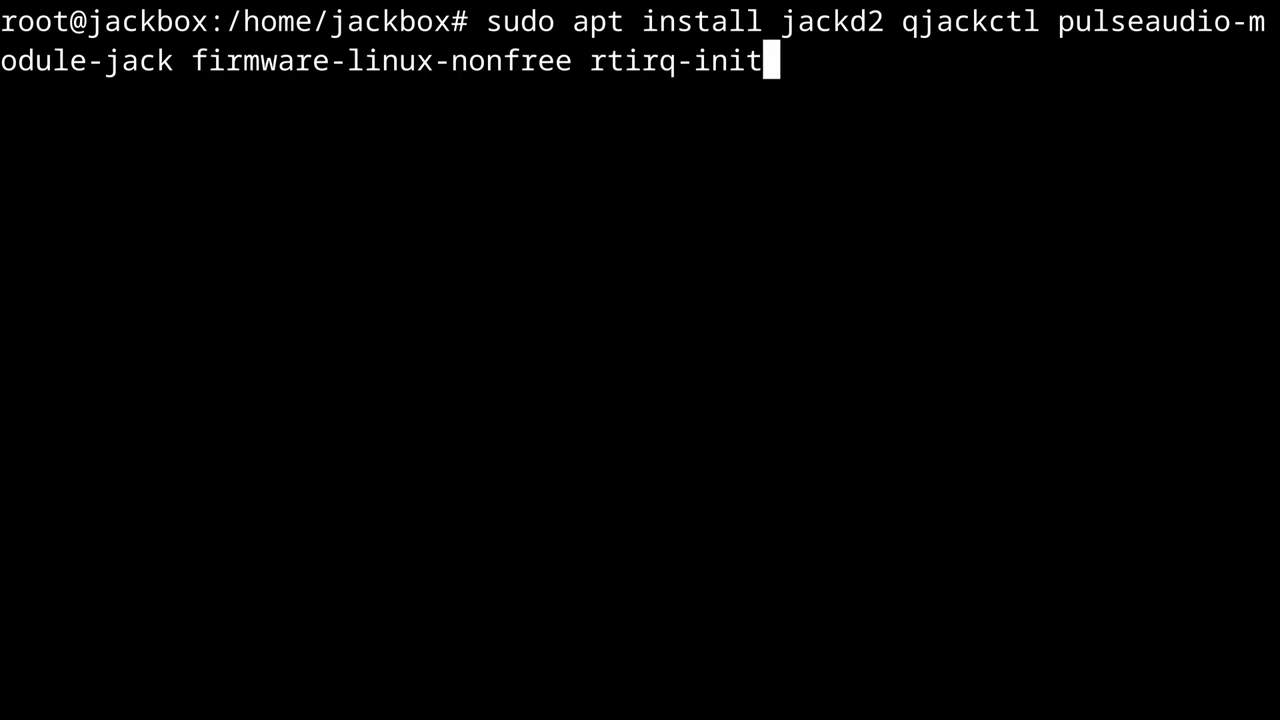 root@jackbox:/home/jackbox# sudo apt install jackd2 qjackctl pulseaudio-m
odule-jack firmware-linux-nonfree rtirq-init